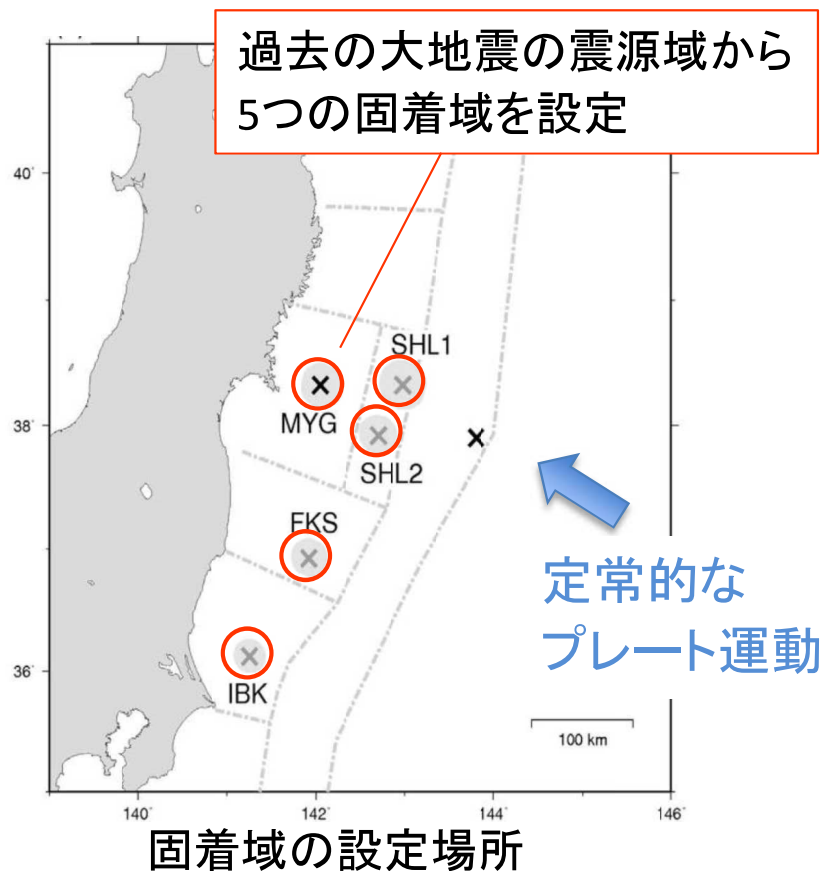 過去の大地震の震源域から
5つの固着域を設定
40°
SHL1
MYG
38°
SHL2
FKS
定常的な
プレート運動
36°
IBK
100 km
140°
142°
144°
146°
固着域の設定場所